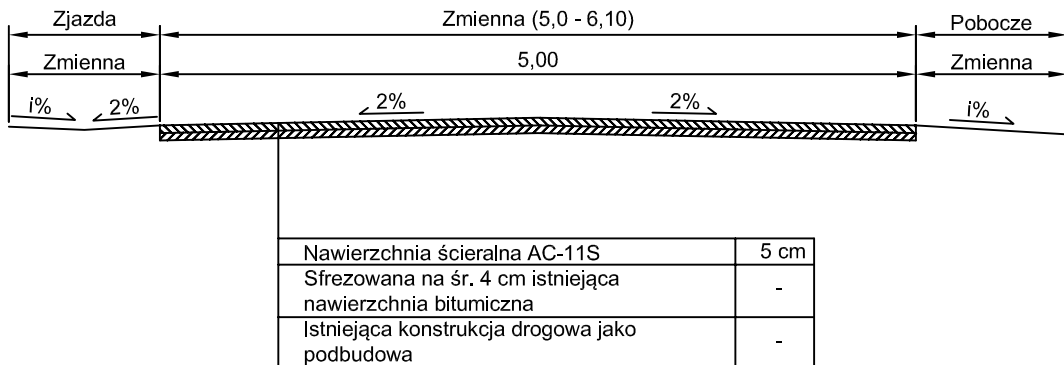 Zjazda Zmienna (5,0 - 6,10) Pobocze
Zmienna 5,00 Zmienna
i% 2% 2% 2% i%
Nawierzchnia ścieralna AC-11S 5 cm
Sfrezowana na śr. 4 cm istniejąca
nawierzchnia bitumiczna -
Istniejąca konstrukcja drogowa jako
podbudowa -